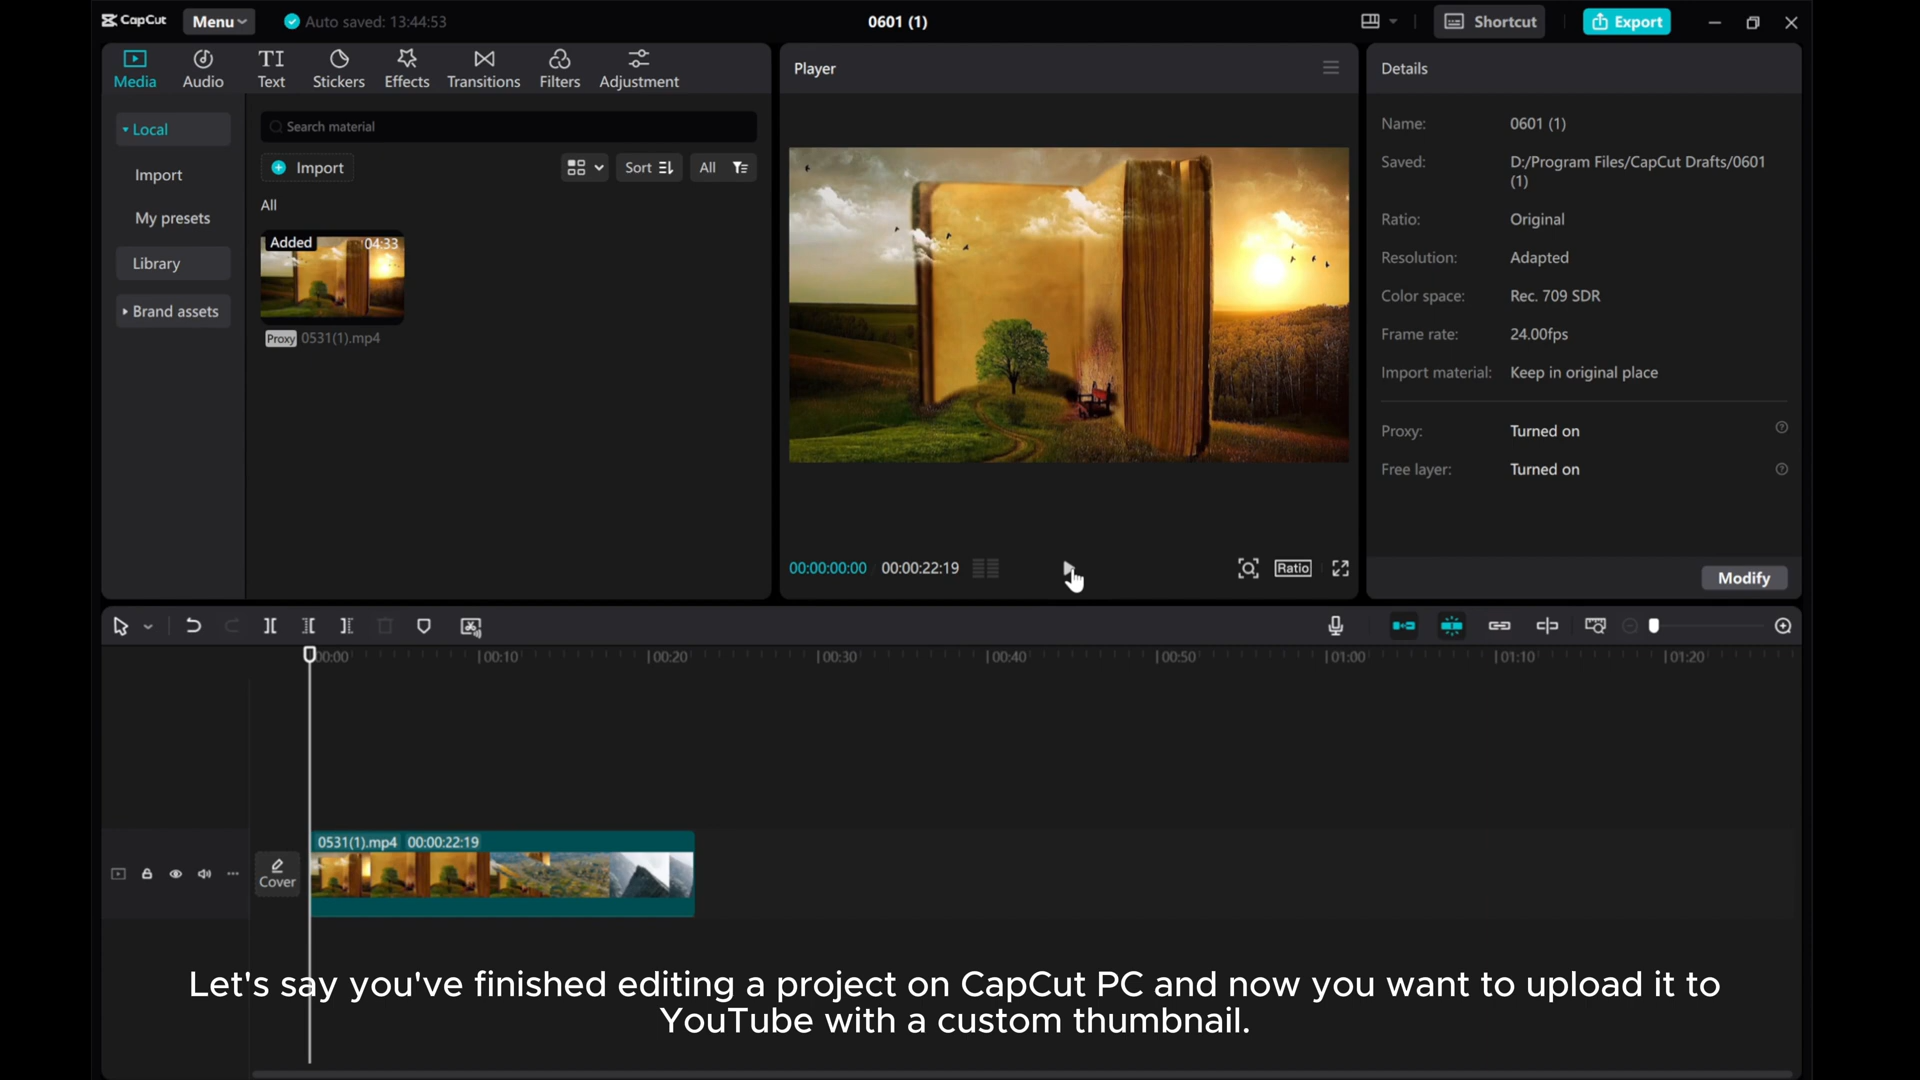 CapCut
Menu
Auto saved: 13:44:53
0601 (1)
Shortcut
Export
Media
Audio
Text
Stickers
Effects
Transitions
Filters
Adjustment
Player
Details
Local
Import
My presets
Library
Brand assets
Search material
Import
Sort
All
All
Added
04:33
Proxy
0531(1).mp4
00:00:00:00
00:00:22:19
Ratio
Name:
0601 (1)
Saved:
D:/Program Files/CapCut Drafts/0601
(1)
Ratio:
Original
Resolution:
Adapted
Color space:
Rec. 709 SDR
Frame rate:
24.00fps
Import material:
Keep in original place
Proxy:
Turned on
Free layer:
Turned on
Modify
00:00
00:10
00:20
00:30
00:40
00:50
01:00
01:10
01:20
0531(1).mp4 00:00:22:19
Cover
Let's say you've finished editing a project on CapCut PC and now you want to upload it to
YouTube with a custom thumbnail.